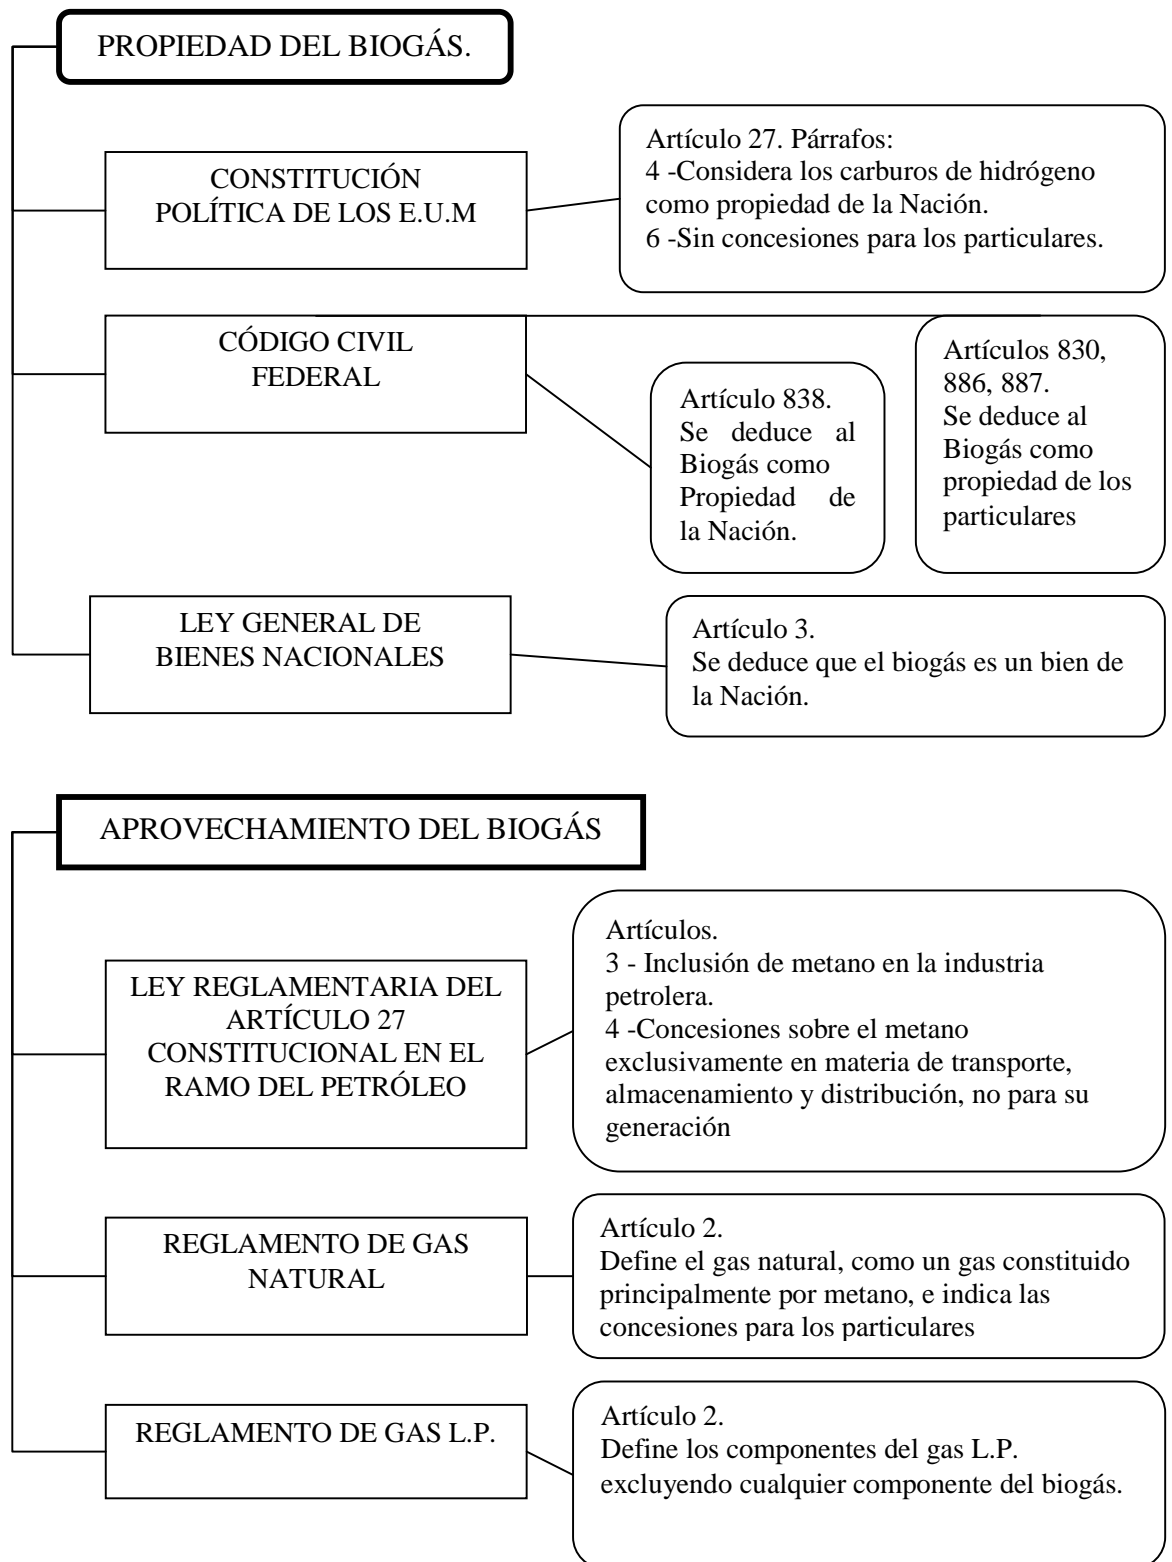 PROPIEDAD DEL BIOGÁS.
CONSTITUCIÓN
POLÍTICA DE LOS E.U.M
Artículo 27. Párrafos:
4 -Considera los carburos de hidrógeno
como propiedad de la Nación.
6 -Sin concesiones para los particulares.
CÓDIGO CIVIL
FEDERAL
Artículo 838.
Se deduce al
Biogás como
Propiedad de
la Nación.
Artículos 830,
886, 887.
Se deduce al
Biogás como
propiedad de los
particulares
LEY GENERAL DE
BIENES NACIONALES
Artículo 3.
Se deduce que el biogás es un bien de
la Nación.
APROVECHAMIENTO DEL BIOGÁS
LEY REGLAMENTARIA DEL
ARTÍCULO 27
CONSTITUCIONAL EN EL
RAMO DEL PETRÓLEO
Artículos.
3 - Inclusión de metano en la industria
petrolera.
4 -Concesiones sobre el metano
exclusivamente en materia de transporte,
almacenamiento y distribución, no para su
generación
REGLAMENTO DE GAS
NATURAL
Artículo 2.
Define el gas natural, como un gas constituido
principalmente por metano, e indica las
concesiones para los particulares
REGLAMENTO DE GAS L.P.
Artículo 2.
Define los componentes del gas L.P.
excluyendo cualquier componente del biogás.